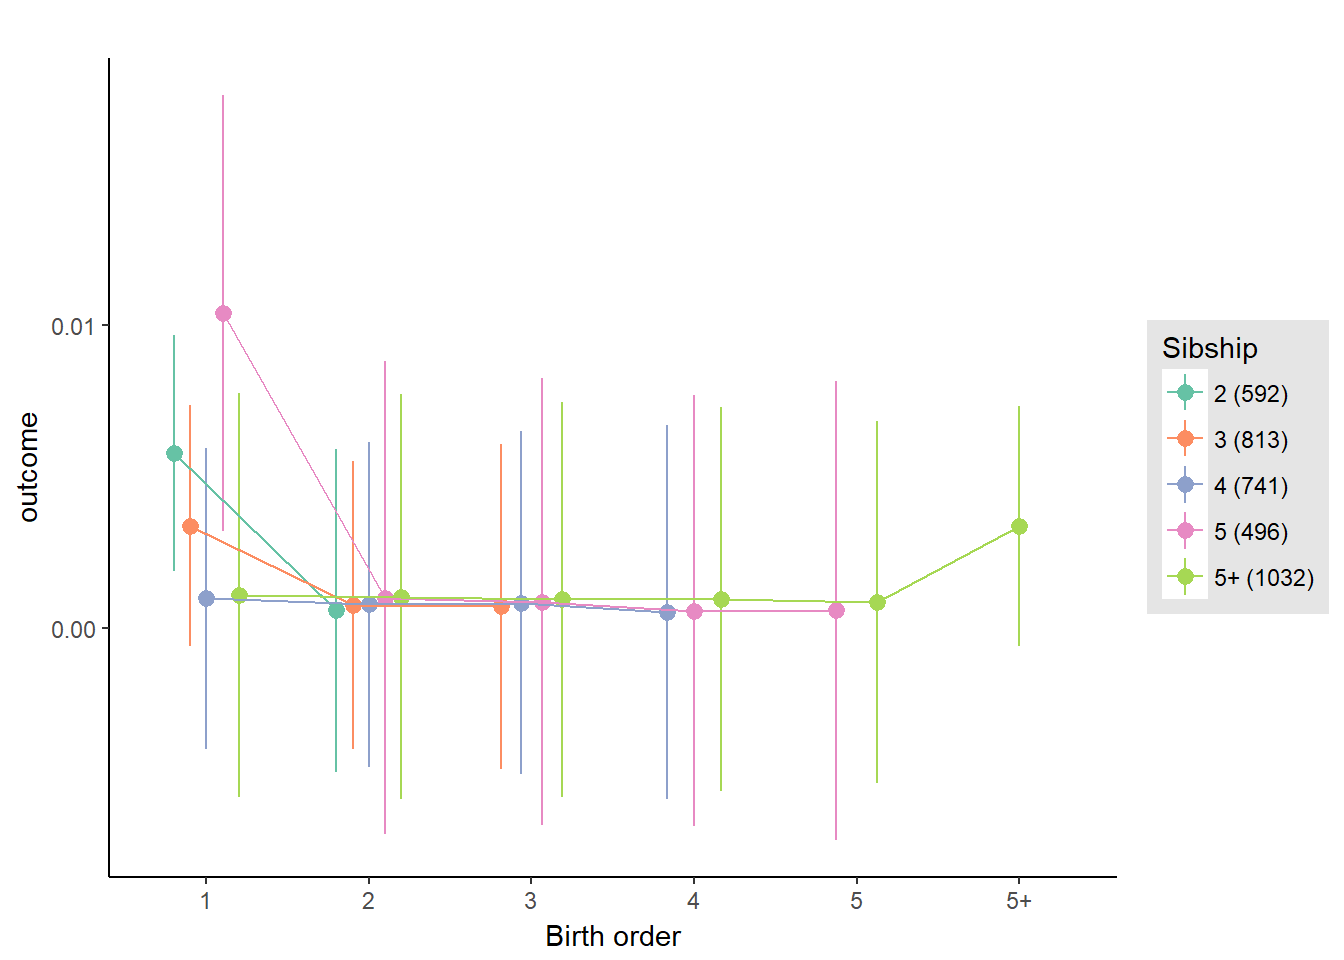 0.01
0.00
outcome
1 2 3 4 5 5+
Birth order
Sibship
2 (592)
3 (813)
4 (741)
5 (496)
5+ (1032)